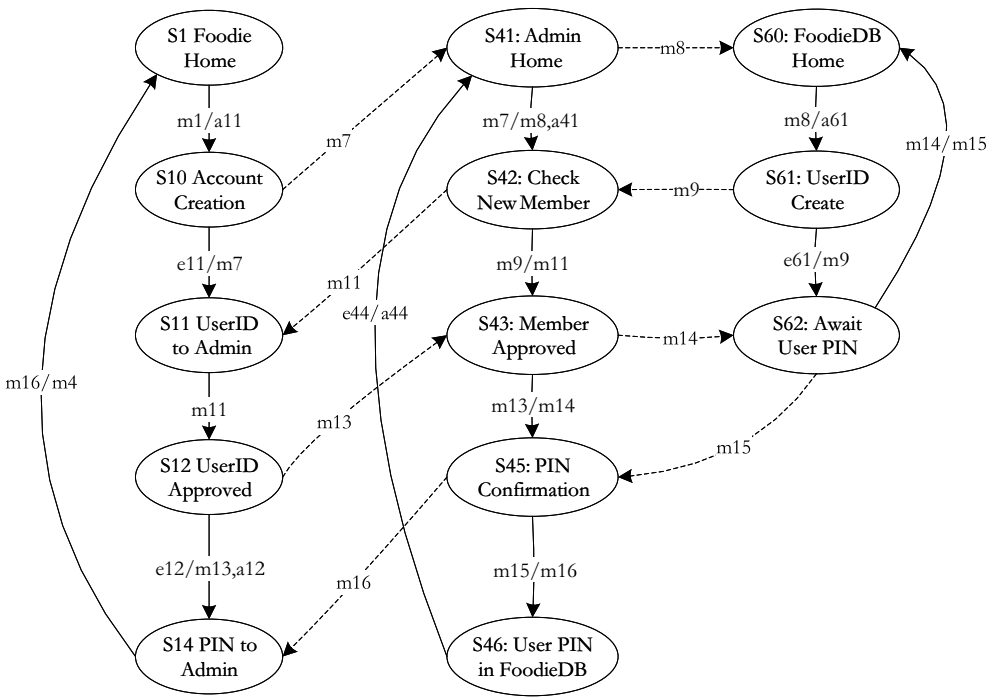 S1 Foodie
Home
S41: Admin
Home
m8
S60: FoodieDB
Home
m1/a11
m7/m8,a41
m8/a61
m7
m14/m15
S10 Account
Creation
S42: Check
New Member
m9
S61: UserID
Create
e11/m7
m9/m11
e61/m9
m11
e44/a44
S11 UserID
to Admin
S43: Member
Approved
m14
S62: Await
User PIN
m16/m4
m11
m13/m14
m13
m15
S12 UserID
Approved
S45: PIN
Confirmation
e12/m13,a12
m16
m15/m16
S14 PIN to
Admin
S46: User PIN
in FoodieDB